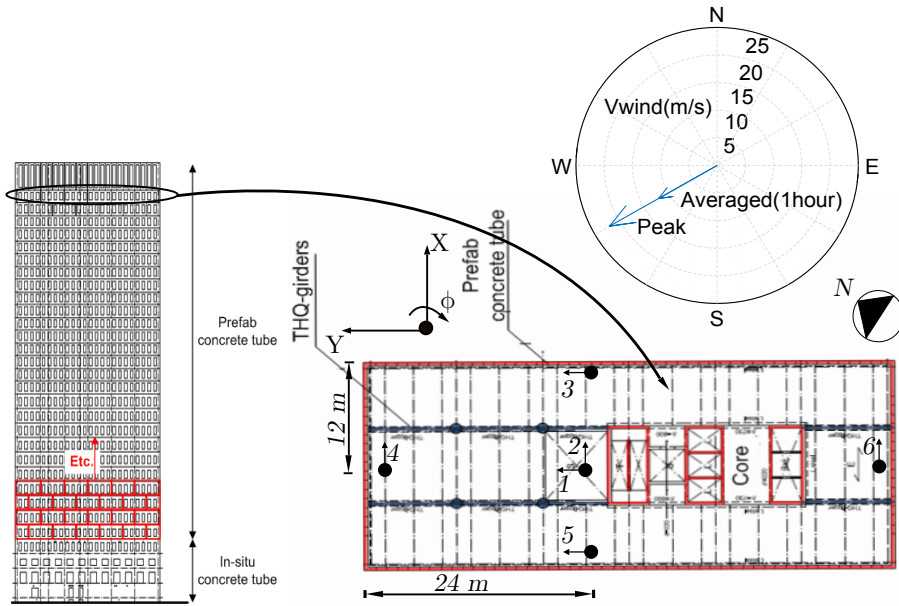 N
25
20
15
10
5
Vwind(m/s)
W
E
Averaged(1hour)
Peak
S
N
X
ϕ
Y
THQ-girders
Prefab
concrete tube
Prefab
concrete tube
Etc.
In-situ
concrete tube
12 m
3
4
2
1
6
Core
5
24 m